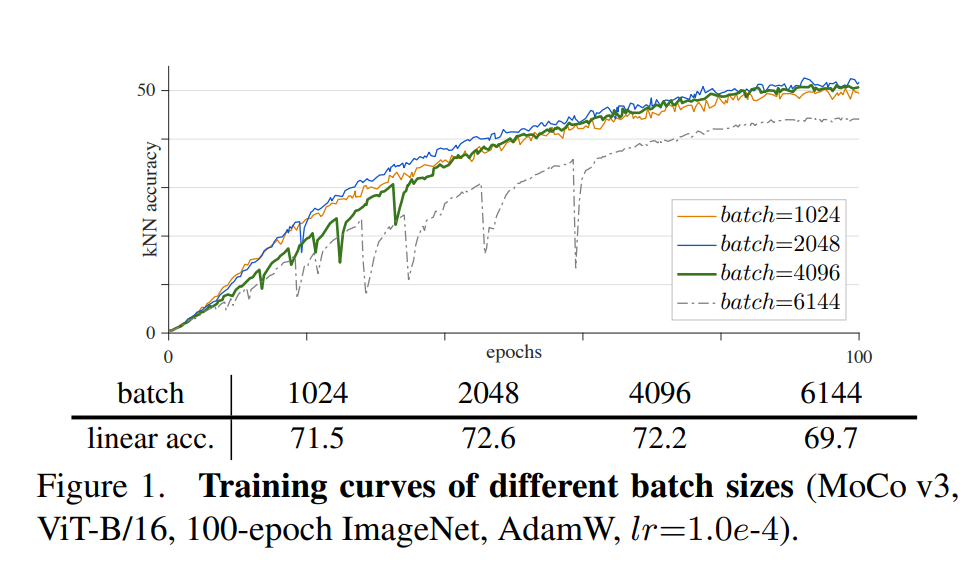 50
kNN accuracy
batch=1024
batch=2048
batch=4096
batch=6144
0
0
epochs
100
batch 1024 2048 4096 6144
linear acc. 71.5 72.6 72.2 69.7
Figure 1. Training curves of different batch sizes (MoCo v3,
ViT-B/16, 100-epoch ImageNet, AdamW, lr=1.0e-4).